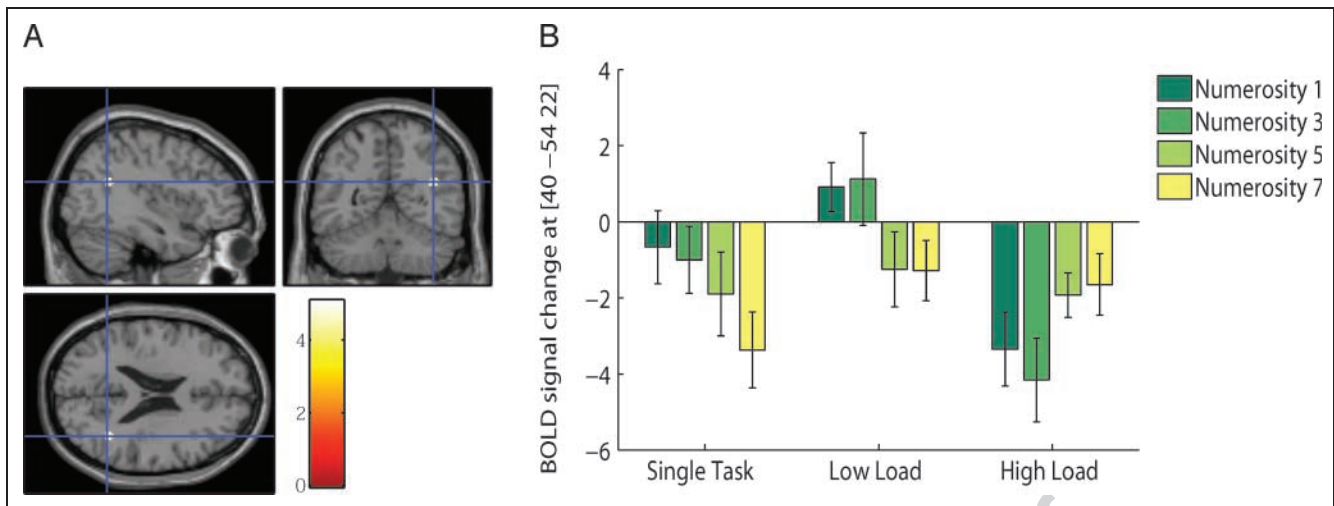 A
4
2
0
B
BOLD signal change at [40 −54 22]
4
2
0
−2
−4
−6
Single Task
Low Load
High Load
Numerosity 1
Numerosity 3
Numerosity 5
Numerosity 7